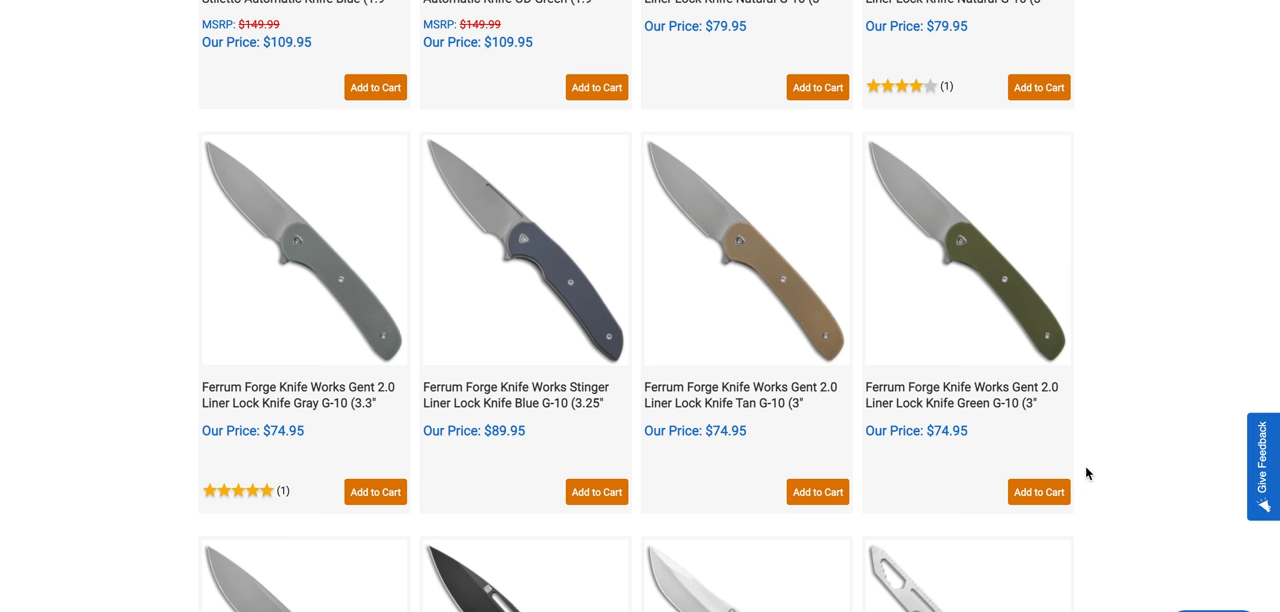 Stiletto Automatic Knife Blue (1.9"
Automatic Knife OD Green (1.9"
Liner Lock Knife Natural G-10 (3"
Liner Lock Knife Natural G-10 (3"
MSRP: $149.99
Our Price: $109.95
MSRP: $149.99
Our Price: $109.95
Our Price: $79.95
Our Price: $79.95
Add to Cart
Add to Cart
Add to Cart
(1)
Add to Cart
Ferrum Forge Knife Works Gent 2.0
Liner Lock Knife Gray G-10 (3.3"
Our Price: $74.95
(1)
Add to Cart
Ferrum Forge Knife Works Stinger
Liner Lock Knife Blue G-10 (3.25"
Our Price: $89.95
Add to Cart
Ferrum Forge Knife Works Gent 2.0
Liner Lock Knife Tan G-10 (3"
Our Price: $74.95
Add to Cart
Ferrum Forge Knife Works Gent 2.0
Liner Lock Knife Green G-10 (3"
Our Price: $74.95
Add to Cart
Give Feedback